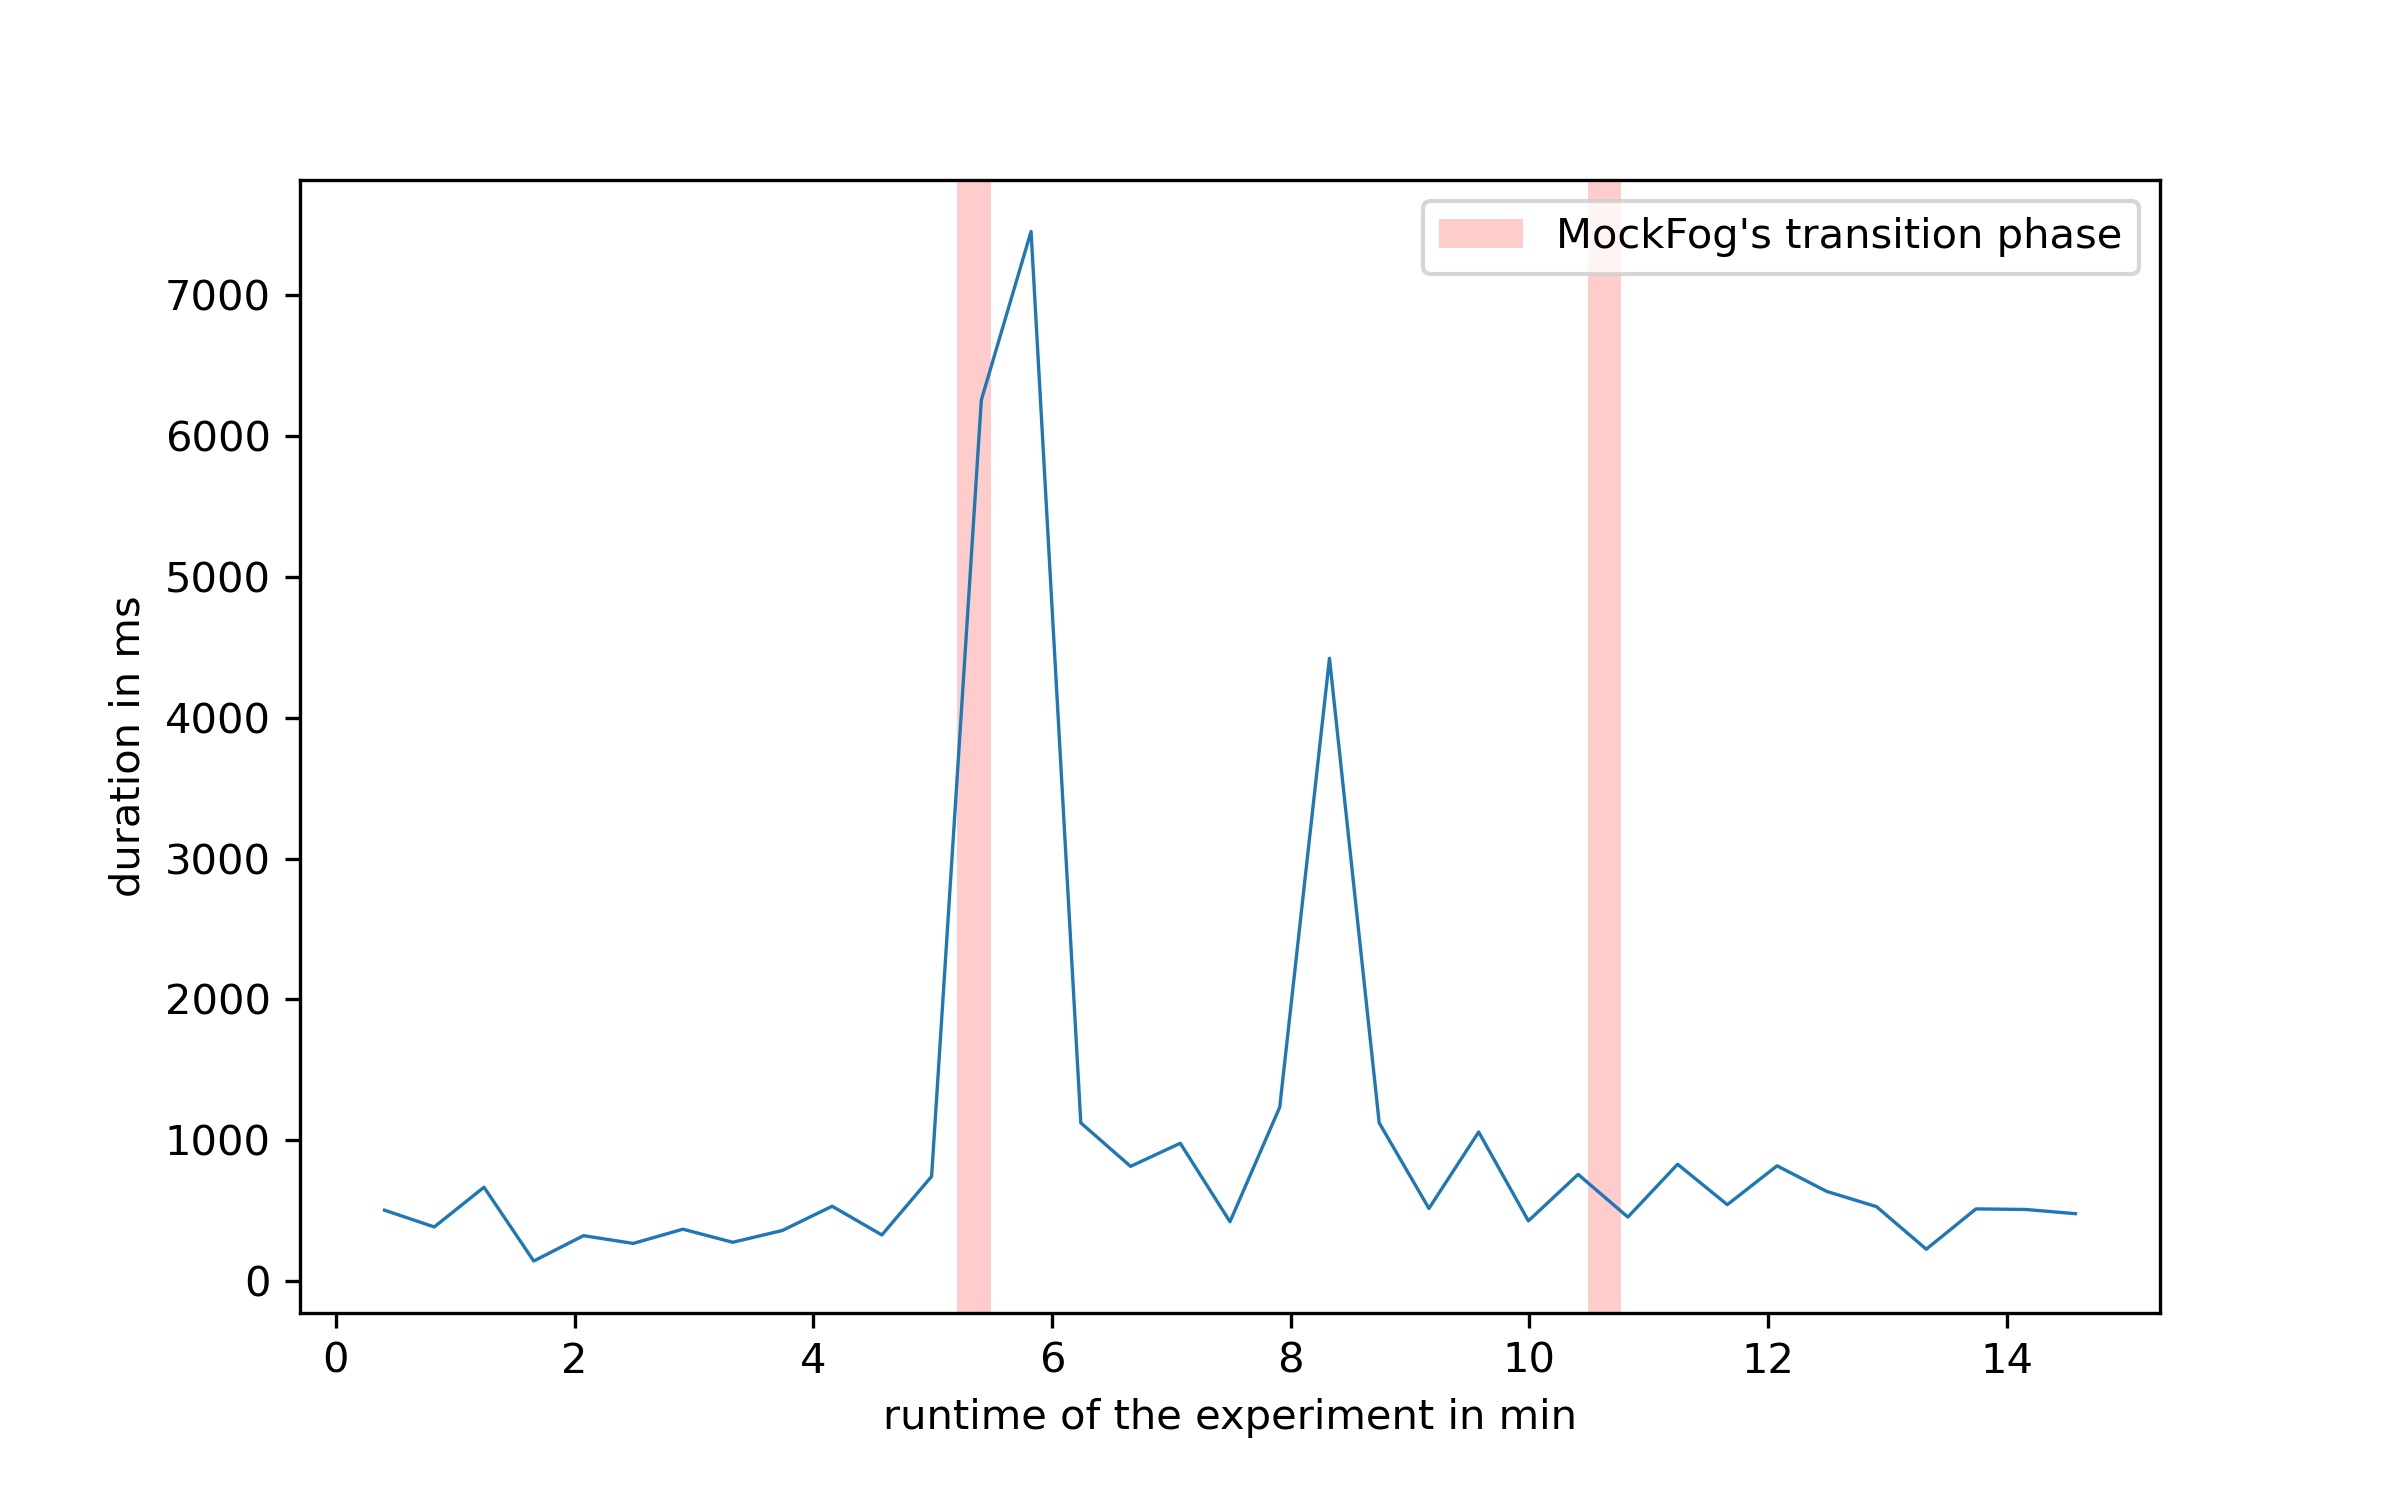 MockFog's transition phase
7000
6000
5000
4000
3000
2000
1000
0
duration in ms
0 2 4 6 8 10 12 14
runtime of the experiment in min